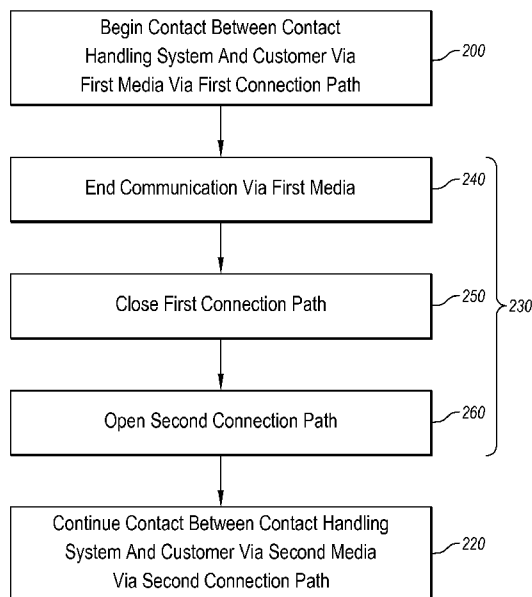 Begin Contact Between Contact
Handling System And Customer Via
First Media Via First Connection Path
200
End Communication Via First Media
240
Close First Connection Path
250
230
Open Second Connection Path
260
Continue Contact Between Contact Handling
System And Customer Via Second Media
Via Second Connection Path
220